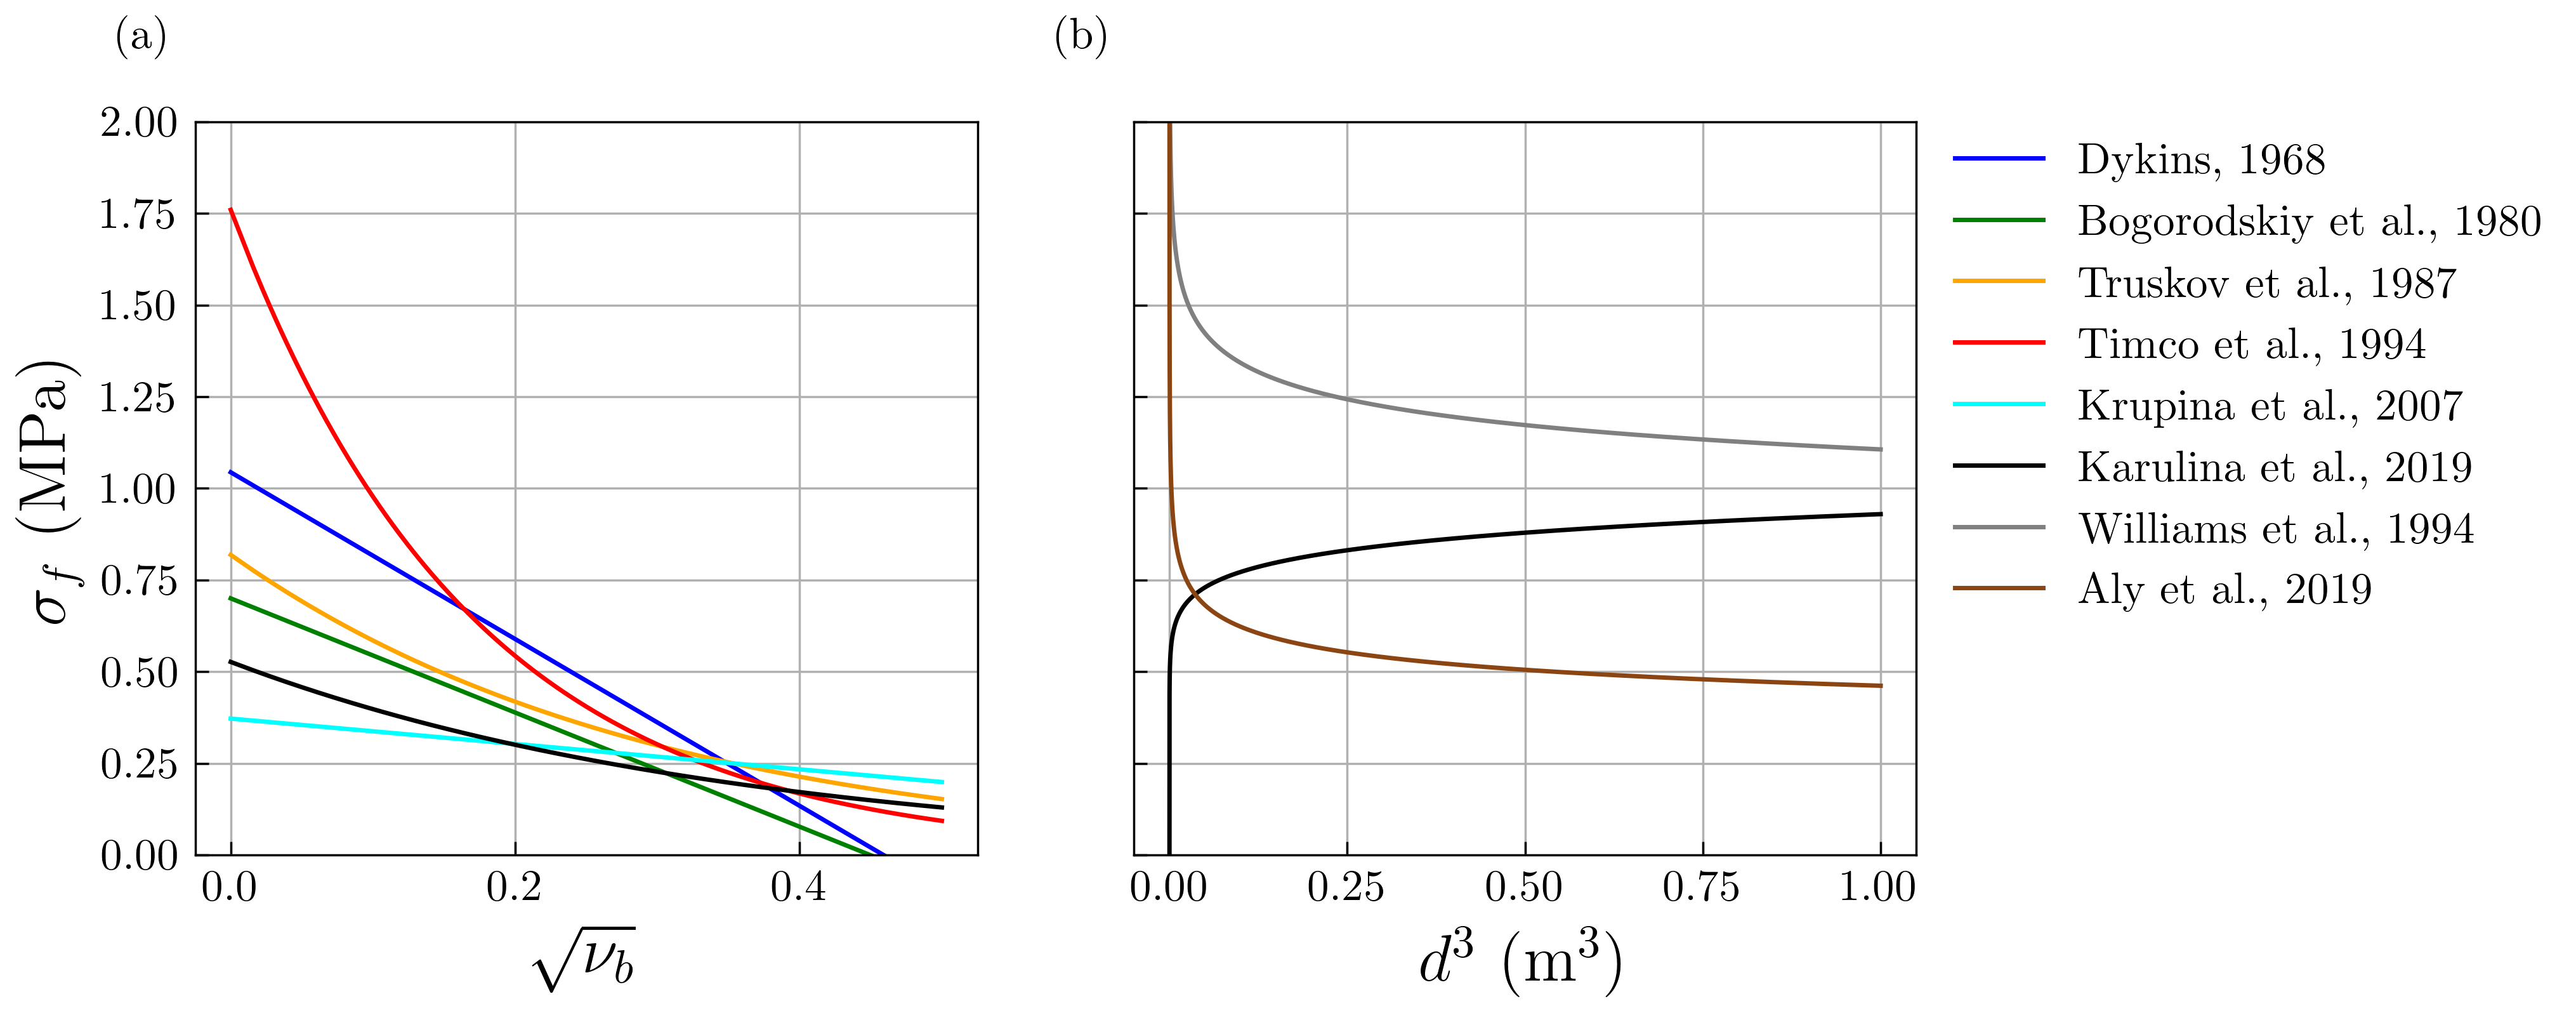 (a)
(b)
2.00
1.75
1.50
1.25
1.00
0.75
0.50
0.25
0.00
σ_f (MPa)
0.0 0.2 0.4
√ν_b
0.00 0.25 0.50 0.75 1.00
d³ (m³)
Dykins, 1968
Bogorodskiy et al., 1980
Truskov et al., 1987
Timco et al., 1994
Krupina et al., 2007
Karulina et al., 2019
Williams et al., 1994
Aly et al., 2019